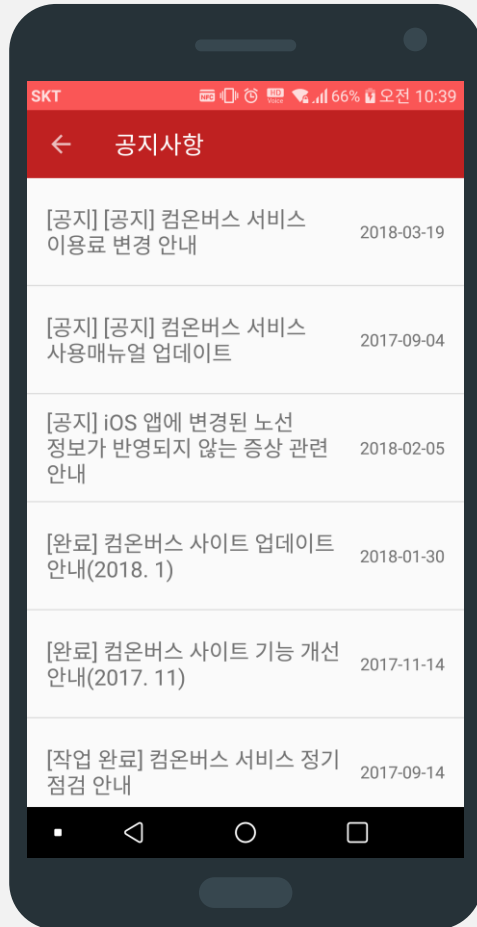 SKT NFC HD Voice 66% 오전 10:39
공지사항
[공지] [공지] 컴온버스 서비스
이용료 변경 안내
2018-03-19
[공지] [공지] 컴온버스 서비스
사용매뉴얼 업데이트
2017-09-04
[공지] iOS 앱에 변경된 노선
정보가 반영되지 않는 증상 관련
안내
2018-02-05
[완료] 컴온버스 사이트 업데이트
안내(2018. 1)
2018-01-30
[완료] 컴온버스 사이트 기능 개선
안내(2017. 11)
2017-11-14
[작업 완료] 컴온버스 서비스 정기
점검 안내
2017-09-14